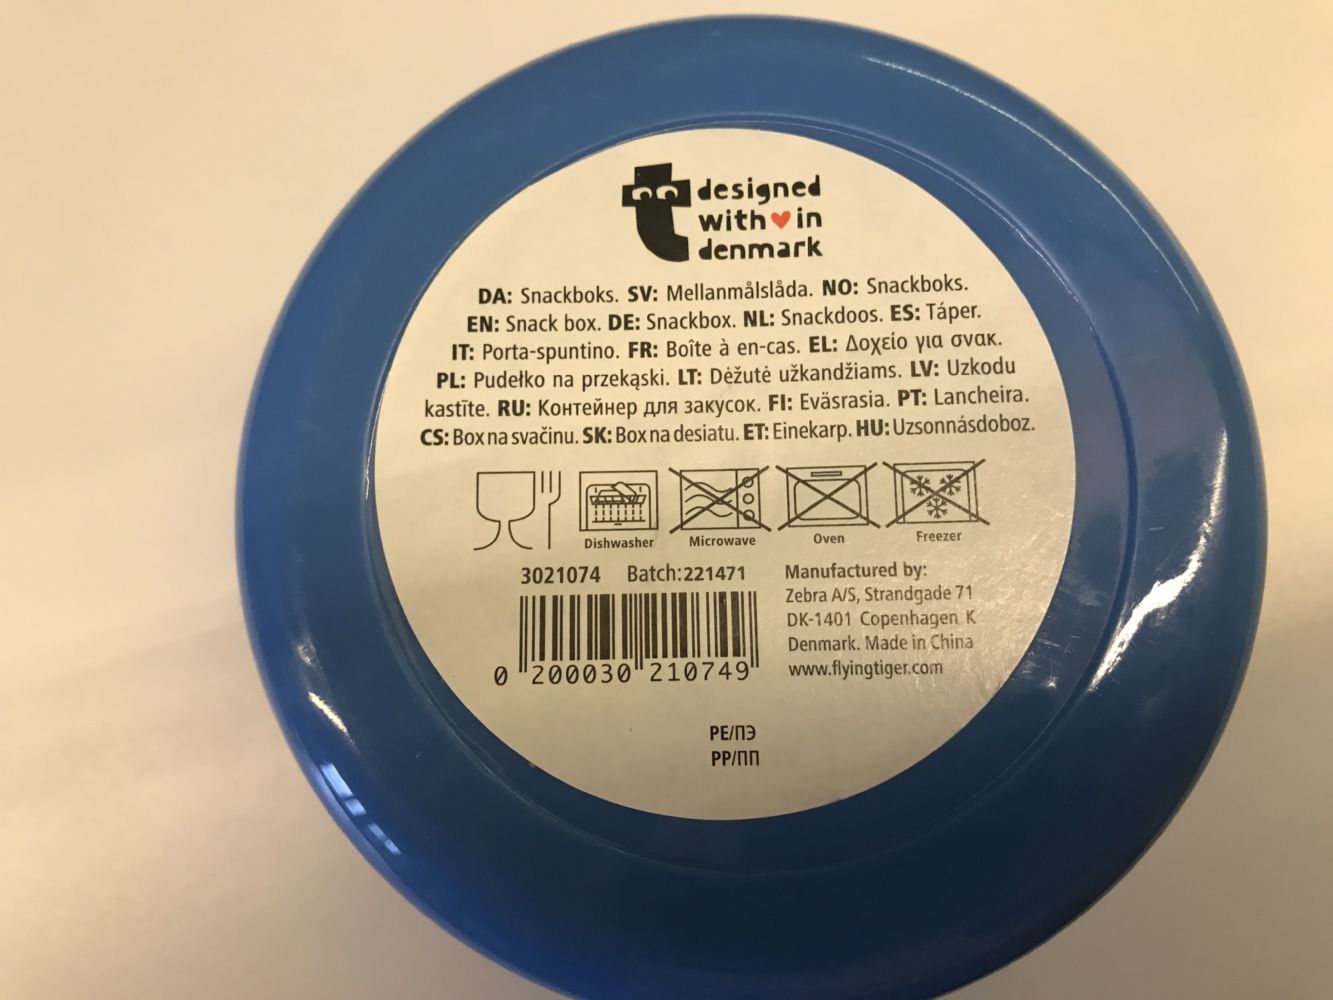 designed
with in
denmark
DA: Snackboks. SV: Mellanmålslåda. NO: Snackboks.
EN: Snack box. DE: Snackbox. NL: Snackdoos. ES: Táper.
IT: Porta-spuntino. FR: Boîte à en-cas. EL: Δοχείο για σνακ.
PL: Pudełko na przekąski. LT: Dėžutė užkandžiams. LV: Uzkodu
kastīte. RU: Контейнер для закусок. FI: Eväsrasia. PT: Lancheira.
CS: Box na svačinu. SK: Box na desiatu. ET: Einekarp. HU: Uzsonnásdoboz.
Dishwasher Microwave Oven Freezer
3021074 Batch:221471
0 200030 210749
Manufactured by:
Zebra A/S, Strandgade 71
DK-1401 Copenhagen K
Denmark. Made in China
www.flyingtiger.com
PE/ПЭ
PP/ПП